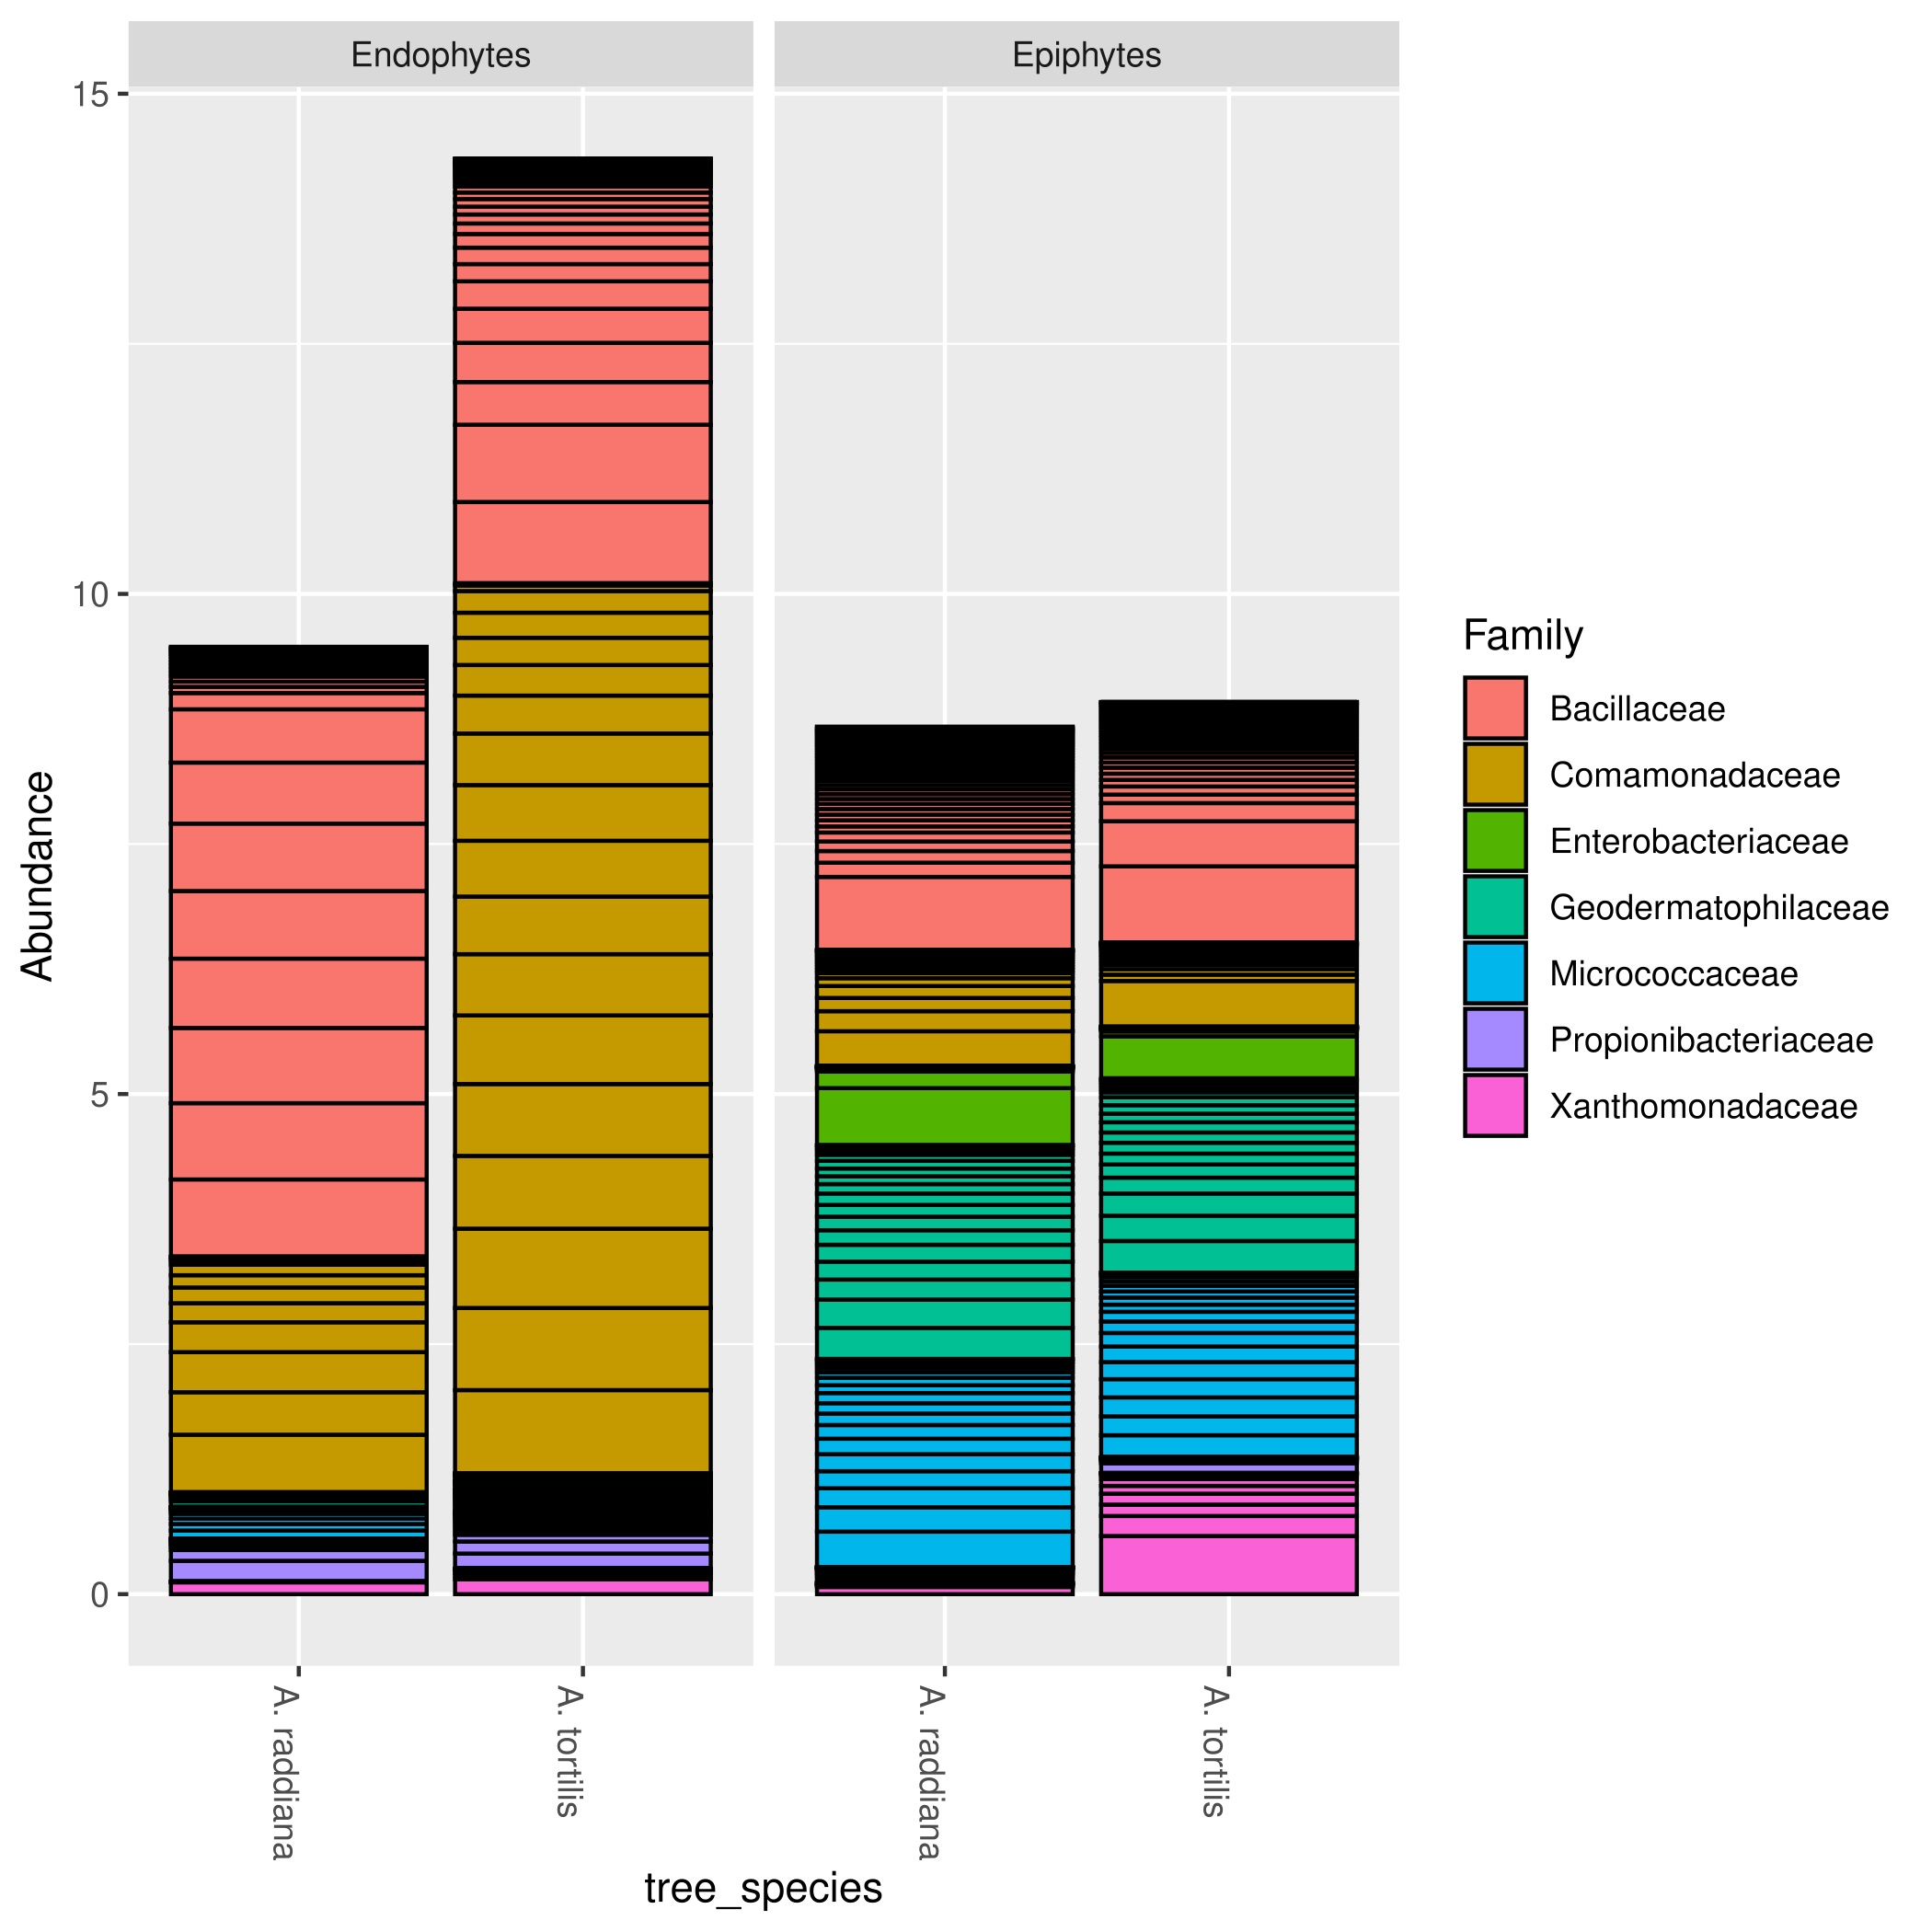 Endophytes
Epiphytes
15
10
5
0
Abundance
A. raddiana
A. tortilis
A. raddiana
A. tortilis
tree_species
Family
Bacillaceae
Comamonadaceae
Enterobacteriaceae
Geodermatophilaceae
Micrococcaceae
Propionibacteriaceae
Xanthomonadaceae